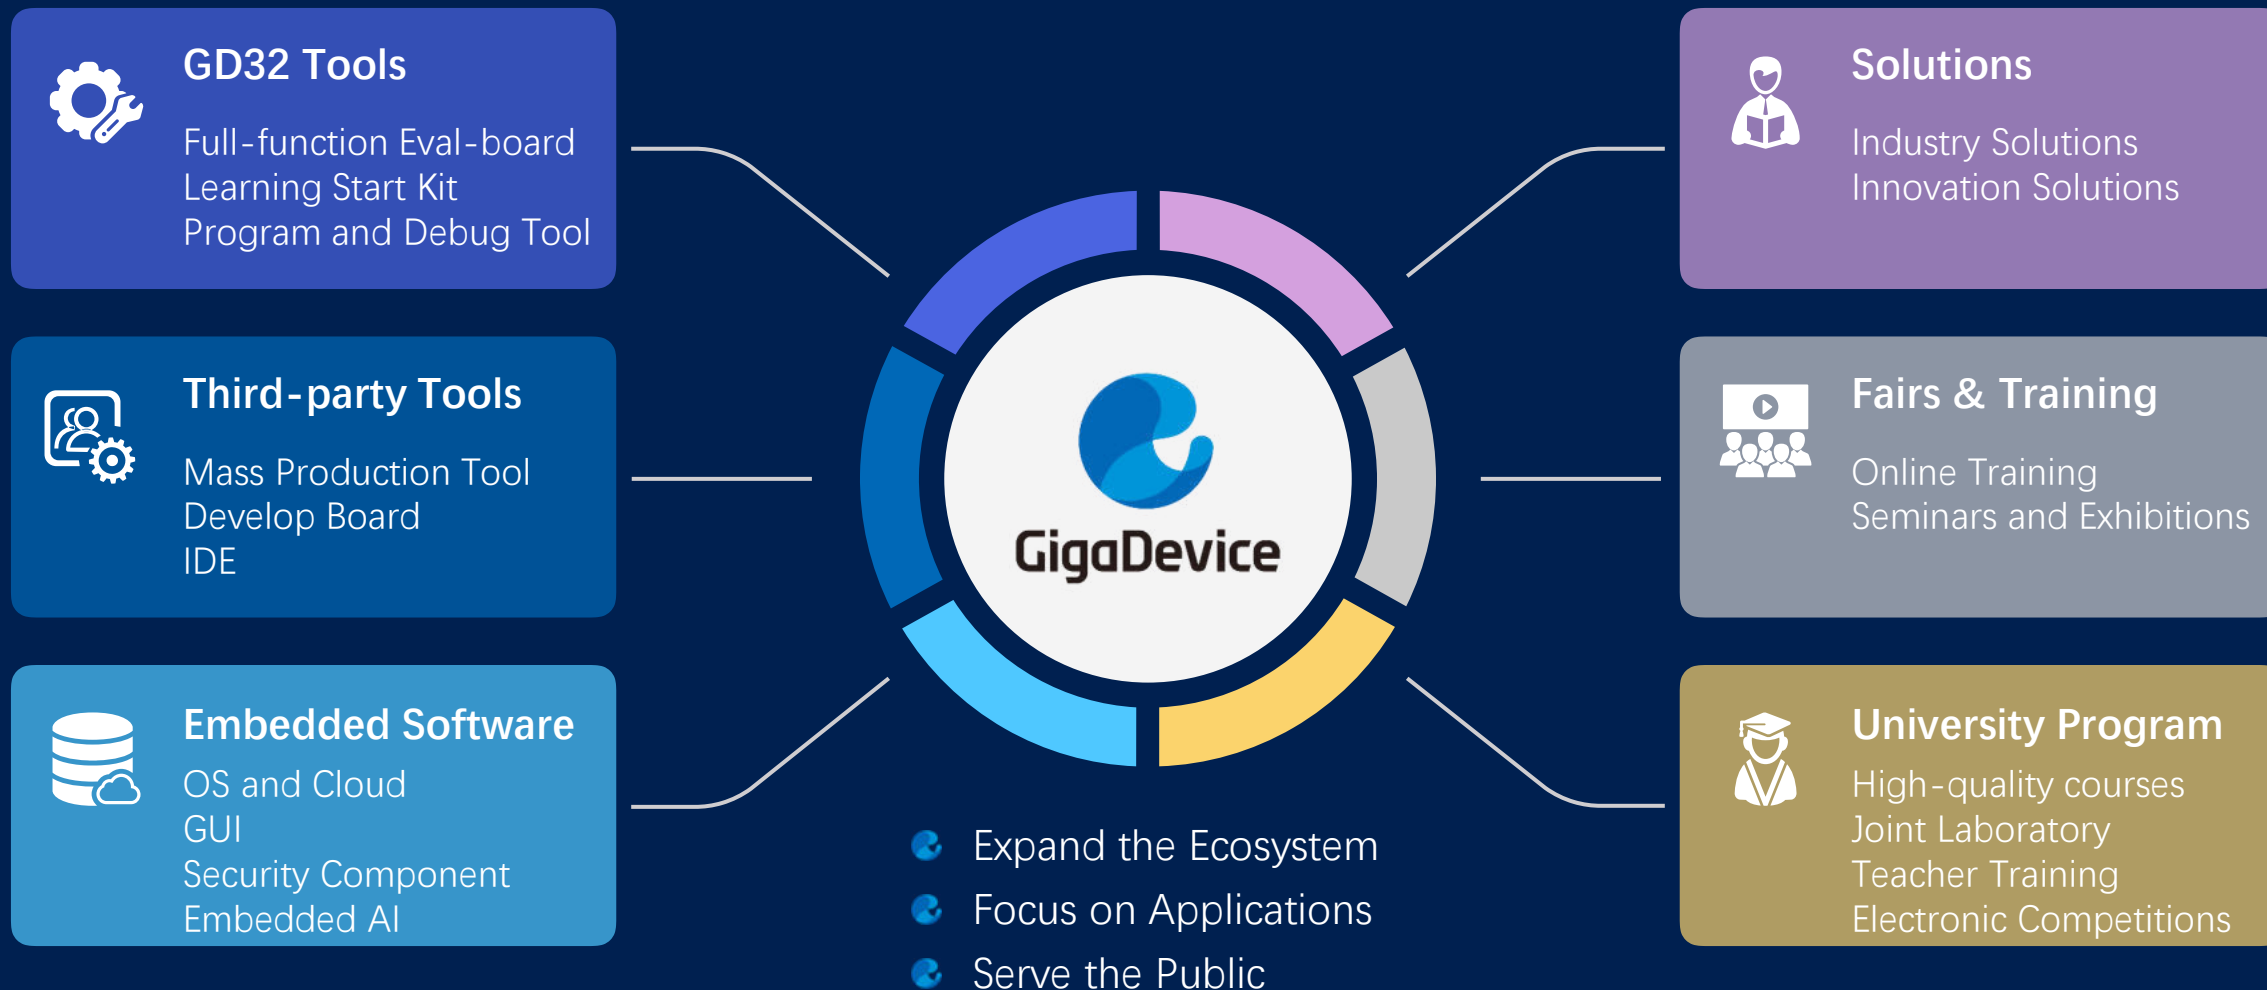 GD32 Tools
Full-function Eval-board
Learning Start Kit
Program and Debug Tool
Third-party Tools
Mass Production Tool
Develop Board
IDE
Embedded Software
OS and Cloud
GUI
Security Component
Embedded AI
GigaDevice
Expand the Ecosystem
Focus on Applications
Serve the Public
Solutions
Industry Solutions
Innovation Solutions
Fairs & Training
Online Training
Seminars and Exhibitions
University Program
High-quality courses
Joint Laboratory
Teacher Training
Electronic Competitions